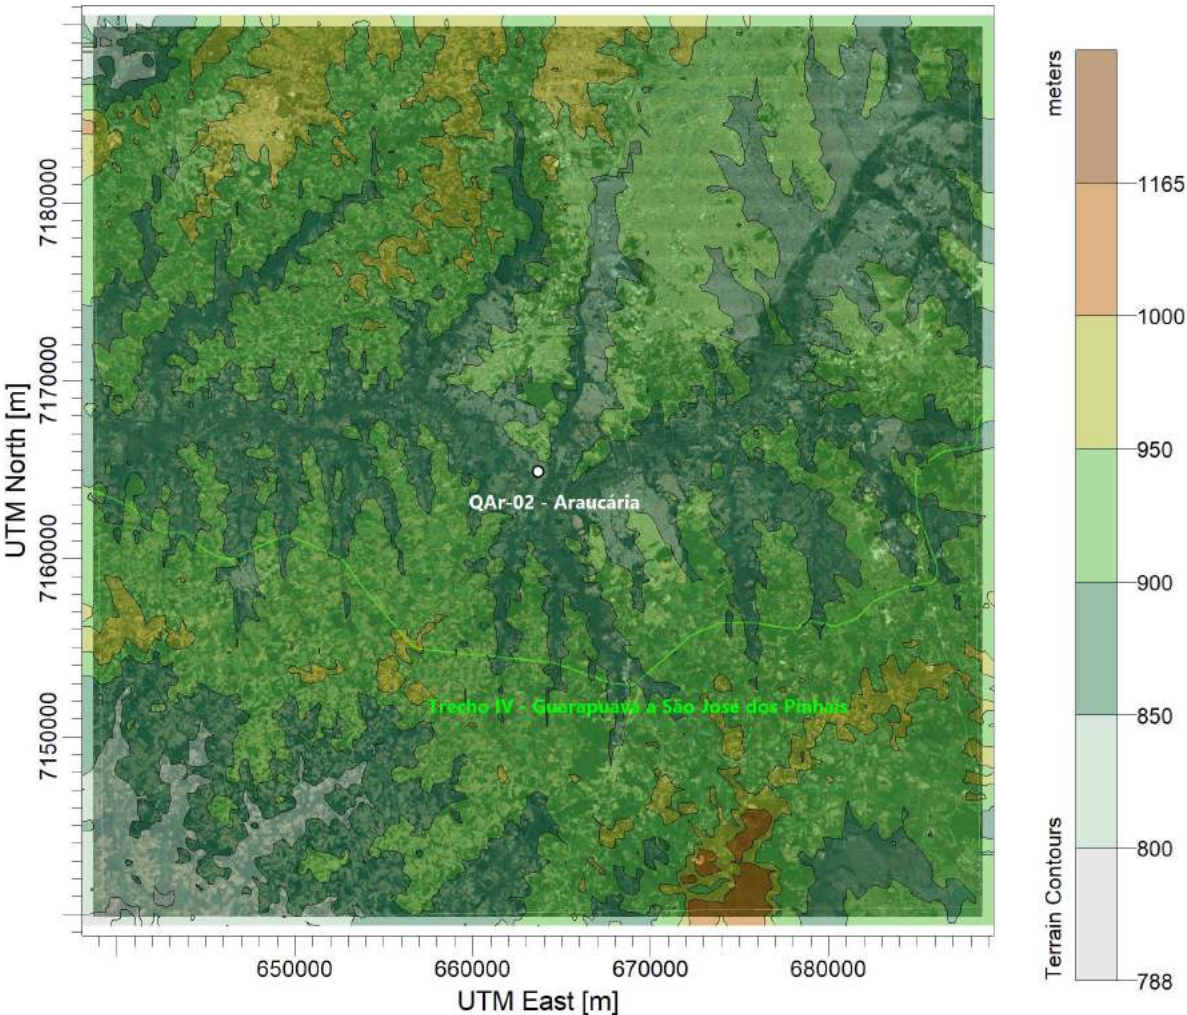 meters
1165
1000
950
900
850
800
788
Terrain Contours
UTM North [m]
7180000
7170000
7160000
7150000
QAr-02 - Araucária
Trecho IV - Guarapuava a São José dos Pinhais
650000
660000
670000
680000
UTM East [m]